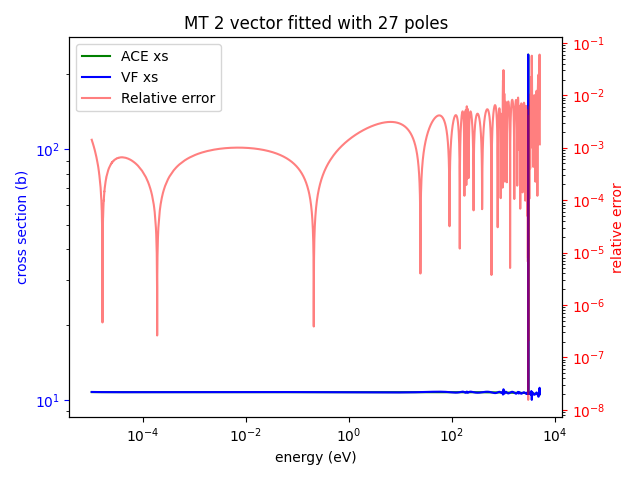 MT 2 vector fitted with 27 poles
ACE xs
VF xs
Relative error
cross section (b)
10²
10¹
10⁻⁴
10⁻²
10⁰
10²
10⁴
energy (eV)
10⁻¹
10⁻²
10⁻³
10⁻⁴
10⁻⁵
10⁻⁶
10⁻⁷
10⁻⁸
relative error